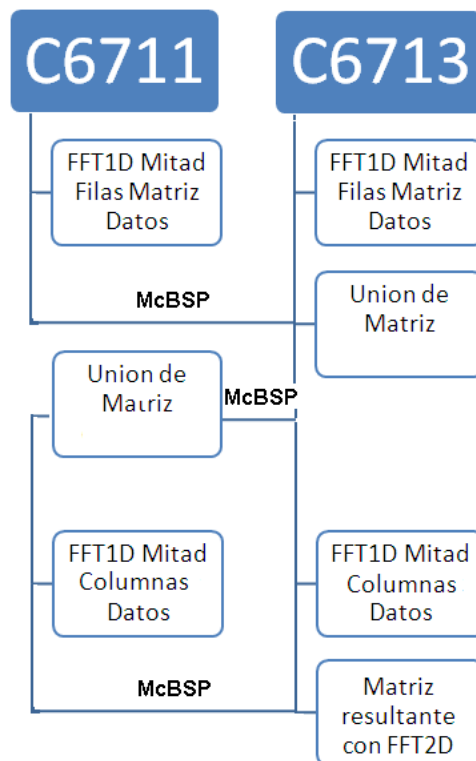 C6711
C6713
FFT1D Mitad
Filas Matriz
Datos
FFT1D Mitad
Filas Matriz
Datos
McBSP
Union de
Matriz
Union de
Matriz
McBSP
FFT1D Mitad
Columnas
Datos
FFT1D Mitad
Columnas
Datos
McBSP
Matriz
resultante
con FFT2D